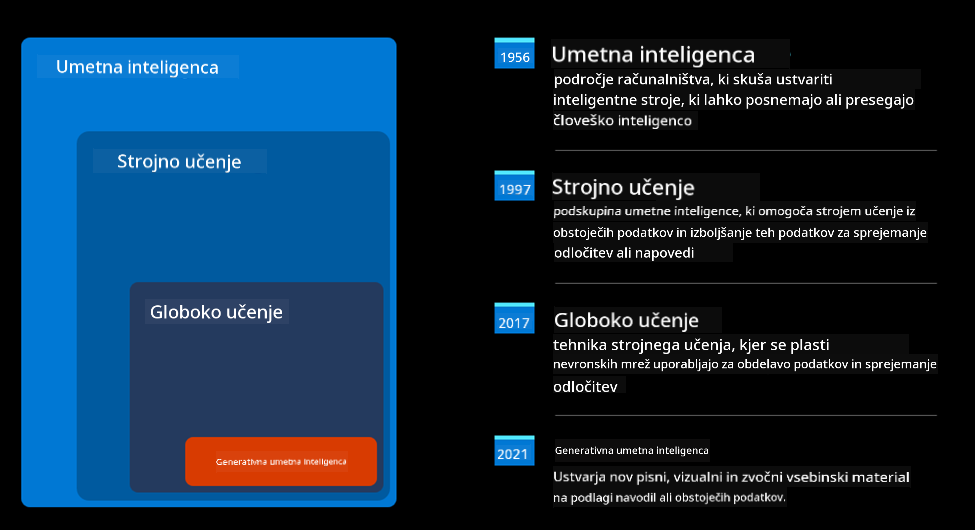 Umetna inteligenca
Strojno učenje
Globoko učenje
Generativna umetna inteligenca
1956
Umetna inteligenca
področje računalništva, ki skuša ustvariti
inteligentne stroje, ki lahko posnemajo ali presegajo
človeško inteligenco
1997
Strojno učenje
podskupina umetne inteligence, ki omogoča strojem učenje iz
obstoječih podatkov in izboljšanje teh podatkov za sprejemanje
odločitev ali napovedi
2017
Globoko učenje
tehnika strojnega učenja, kjer se plasti
nevronskih mrež uporabljajo za obdelavo podatkov in sprejemanje
odločitev
2021
Generativna umetna inteligenca
Ustvarja nov pisni, vizualni in zvočni vsebinski material
na podlagi navodil ali obstoječih podatkov.